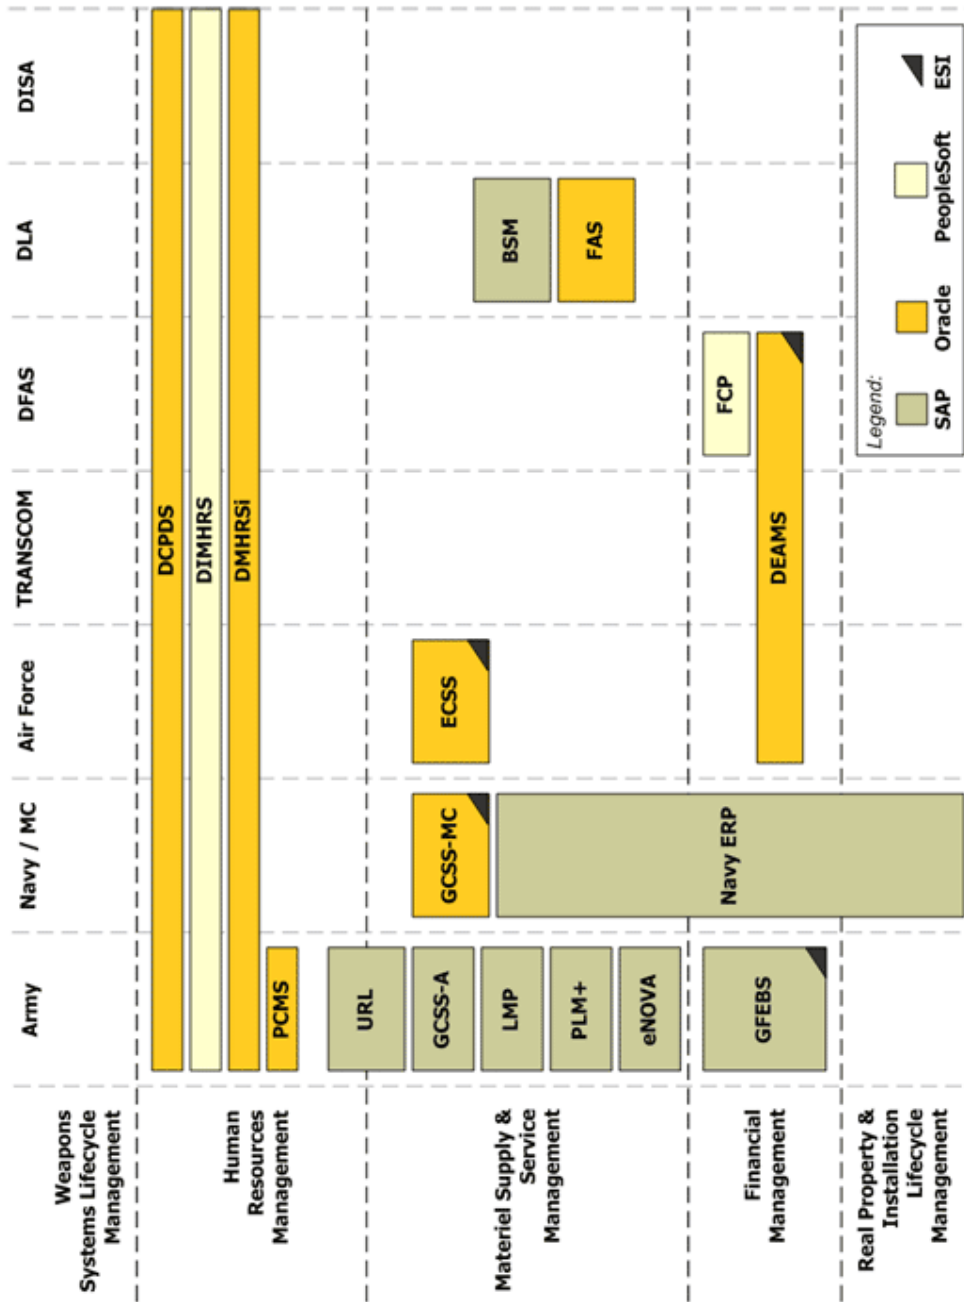 Army
Navy / MC
Air Force
TRANSCOM
DFAS
DLA
DISA
Weapons
Systems Lifecycle
Management
Human
Resources
Management
DCPDS
DIMHRS
DMHRSi
PCMS
URL
Materiel Supply &
Service
Management
GCSS-A
LMP
PLM+
eNOVA
GCSS-MC
Navy ERP
ECSS
BSM
FAS
Financial
Management
GFEBS
DEAMS
FCP
Real Property &
Installation
Lifecycle
Management
Legend:
SAP
Oracle
PeopleSoft
ESI